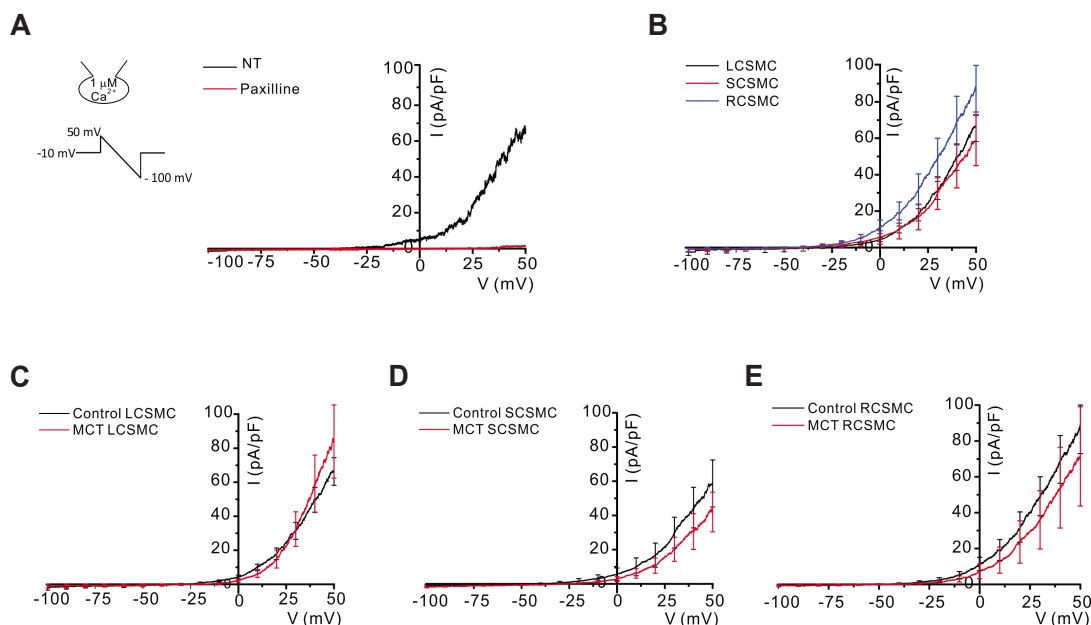 A
1 µM
Ca2+
50 mV
-10 mV
- 100 mV
NT
Paxilline
100
80
60
40
20
0
I (pA/pF)
-100 -75 -50 -25 0 25 50
V (mV)
B
LCSMC
SCSMC
RCSMC
100
80
60
40
20
0
I (pA/pF)
-100 -75 -50 -25 0 25 50
V (mV)
C
Control LCSMC
MCT LCSMC
100
80
60
40
20
0
I (pA/pF)
-100 -75 -50 -25 0 25 50
V (mV)
D
Control SCSMC
MCT SCSMC
100
80
60
40
20
0
I (pA/pF)
-100 -75 -50 -25 0 25 50
V (mV)
E
Control RCSMC
MCT RCSMC
100
80
60
40
20
0
I (pA/pF)
-100 -75 -50 -25 0 25 50
V (mV)